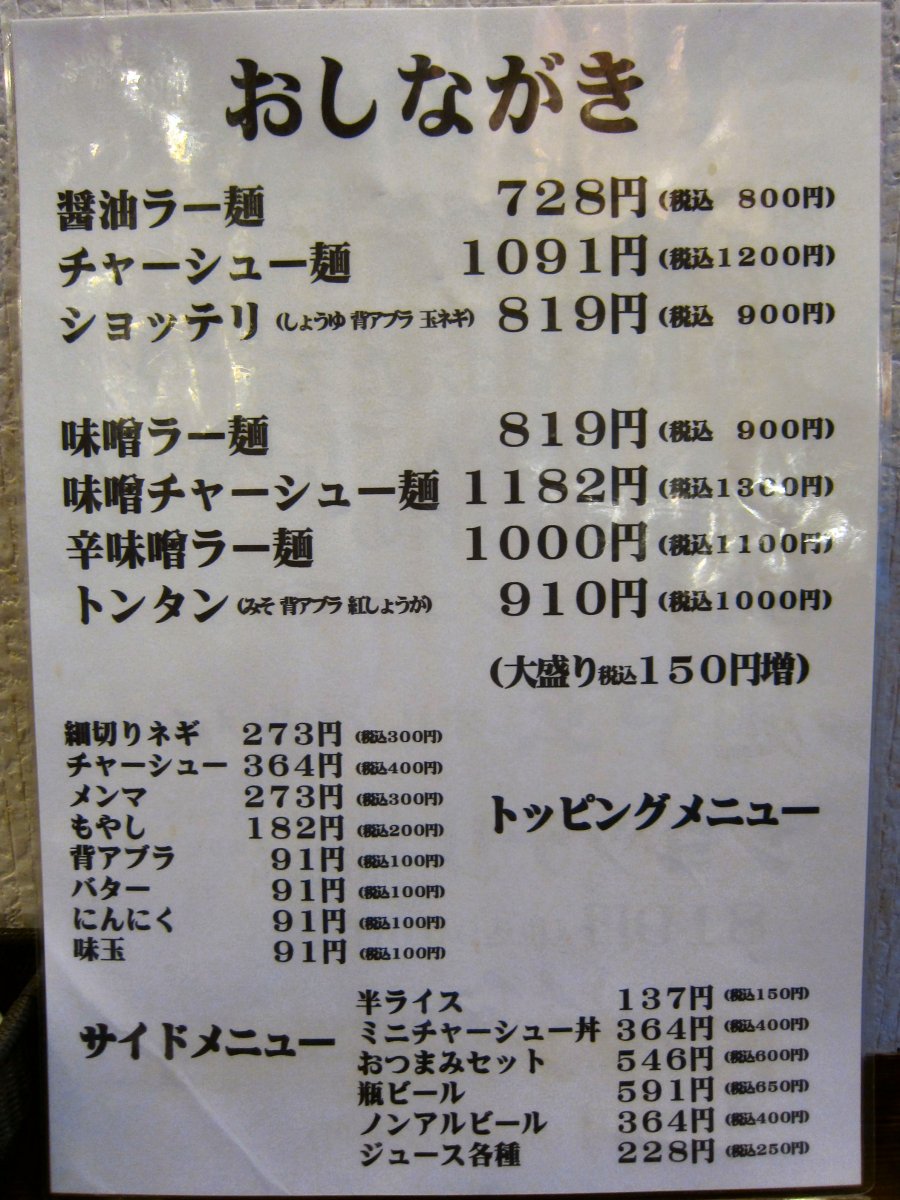 おしながき
醤油ラー麺 728円(税込 800円)
チャーシュー麺 1091円(税込1200円)
ショッテリ(しょうゆ 背アブラ 玉ネギ) 819円(税込 900円)
味噌ラー麺 819円(税込 900円)
味噌チャーシュー麺 1182円(税込1300円)
辛味噌ラー麺 1000円(税込1100円)
トンタン(みそ 背アブラ 紅しょうが) 910円(税込1000円)
(大盛り税込150円増)
細切りネギ 273円(税込300円)
チャーシュー 364円(税込400円)
メンマ 273円(税込300円)
もやし 182円(税込200円)
背アブラ 91円(税込100円)
バター 91円(税込100円)
にんにく 91円(税込100円)
味玉 91円(税込100円)
トッピングメニュー
サイドメニュー
半ライス 137円(税込150円)
ミニチャーシュー丼 364円(税込400円)
おつまみセット 546円(税込600円)
瓶ビール 591円(税込650円)
ノンアルビール 364円(税込400円)
ジュース各種 228円(税込250円)